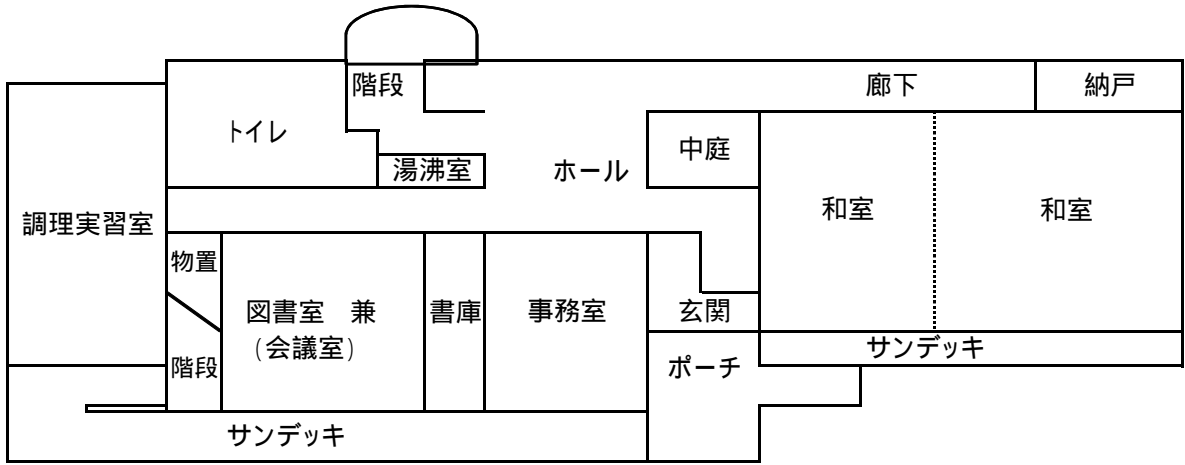 階段
廊下
納戸
トイレ
中庭
湯沸室
ホール
和室
和室
調理実習室
物置
図書室 兼
(会議室)
書庫
事務室
玄関
サンデッキ
階段
ポーチ
サンデッキ